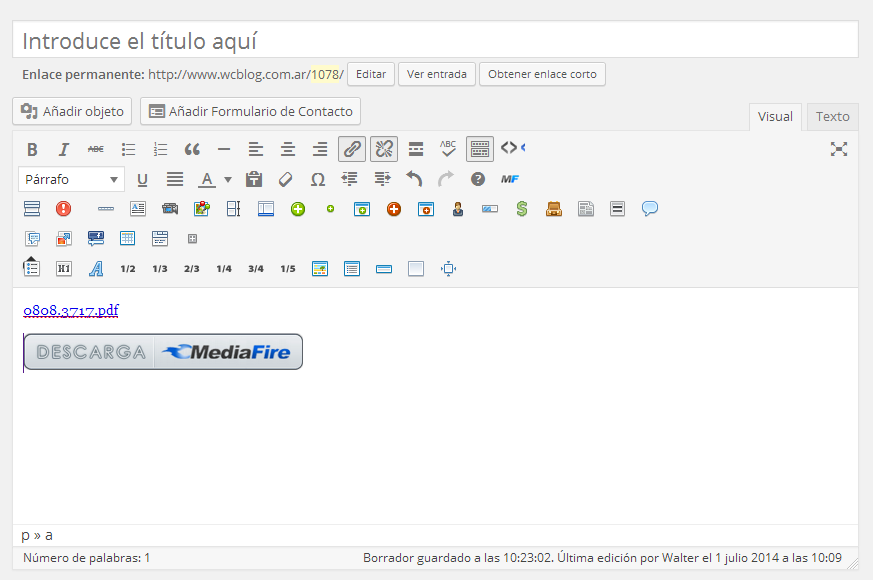 Introduce el título aquí
Enlace permanente: http://www.wcblog.com.ar/1078/ Editar Ver entrada Obtener enlace corto
Añadir objeto Añadir Formulario de Contacto Visual Texto
B I ABC ABC
Párrafo U A Ω ? MF
H1 A 1/2 1/3 2/3 1/4 3/4 1/5
0808.3717.pdf
DESCARGA MediaFire
p » a
Número de palabras: 1 Borrador guardado a las 10:23:02. Última edición por Walter el 1 julio 2014 a las 10:09